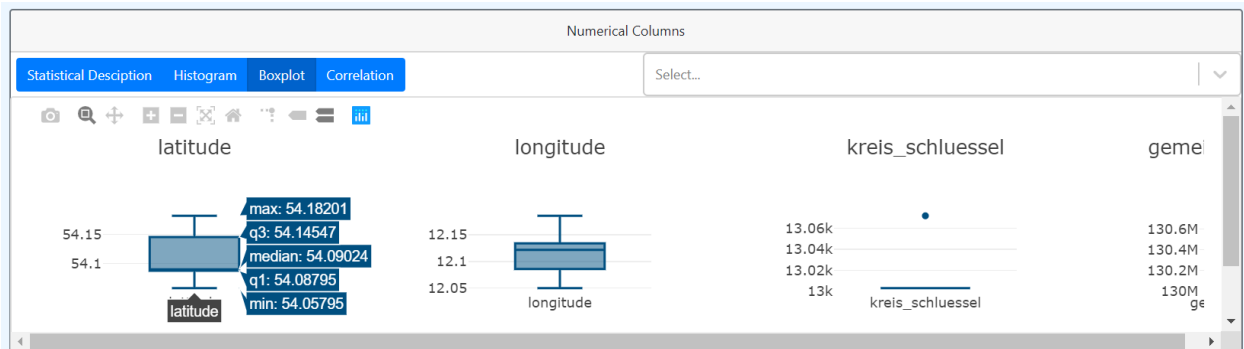 Numerical Columns
Statistical Desciption Histogram Boxplot Correlation
Select...
latitude longitude kreis_schluessel gemei
max: 54.18201
q3: 54.14547
median: 54.09024
q1: 54.08795
min: 54.05795
54.15
54.1
latitude
12.15
12.1
12.05
longitude
13.06k
13.04k
13.02k
13k
kreis_schluessel
130.6M
130.4M
130.2M
130M
ge